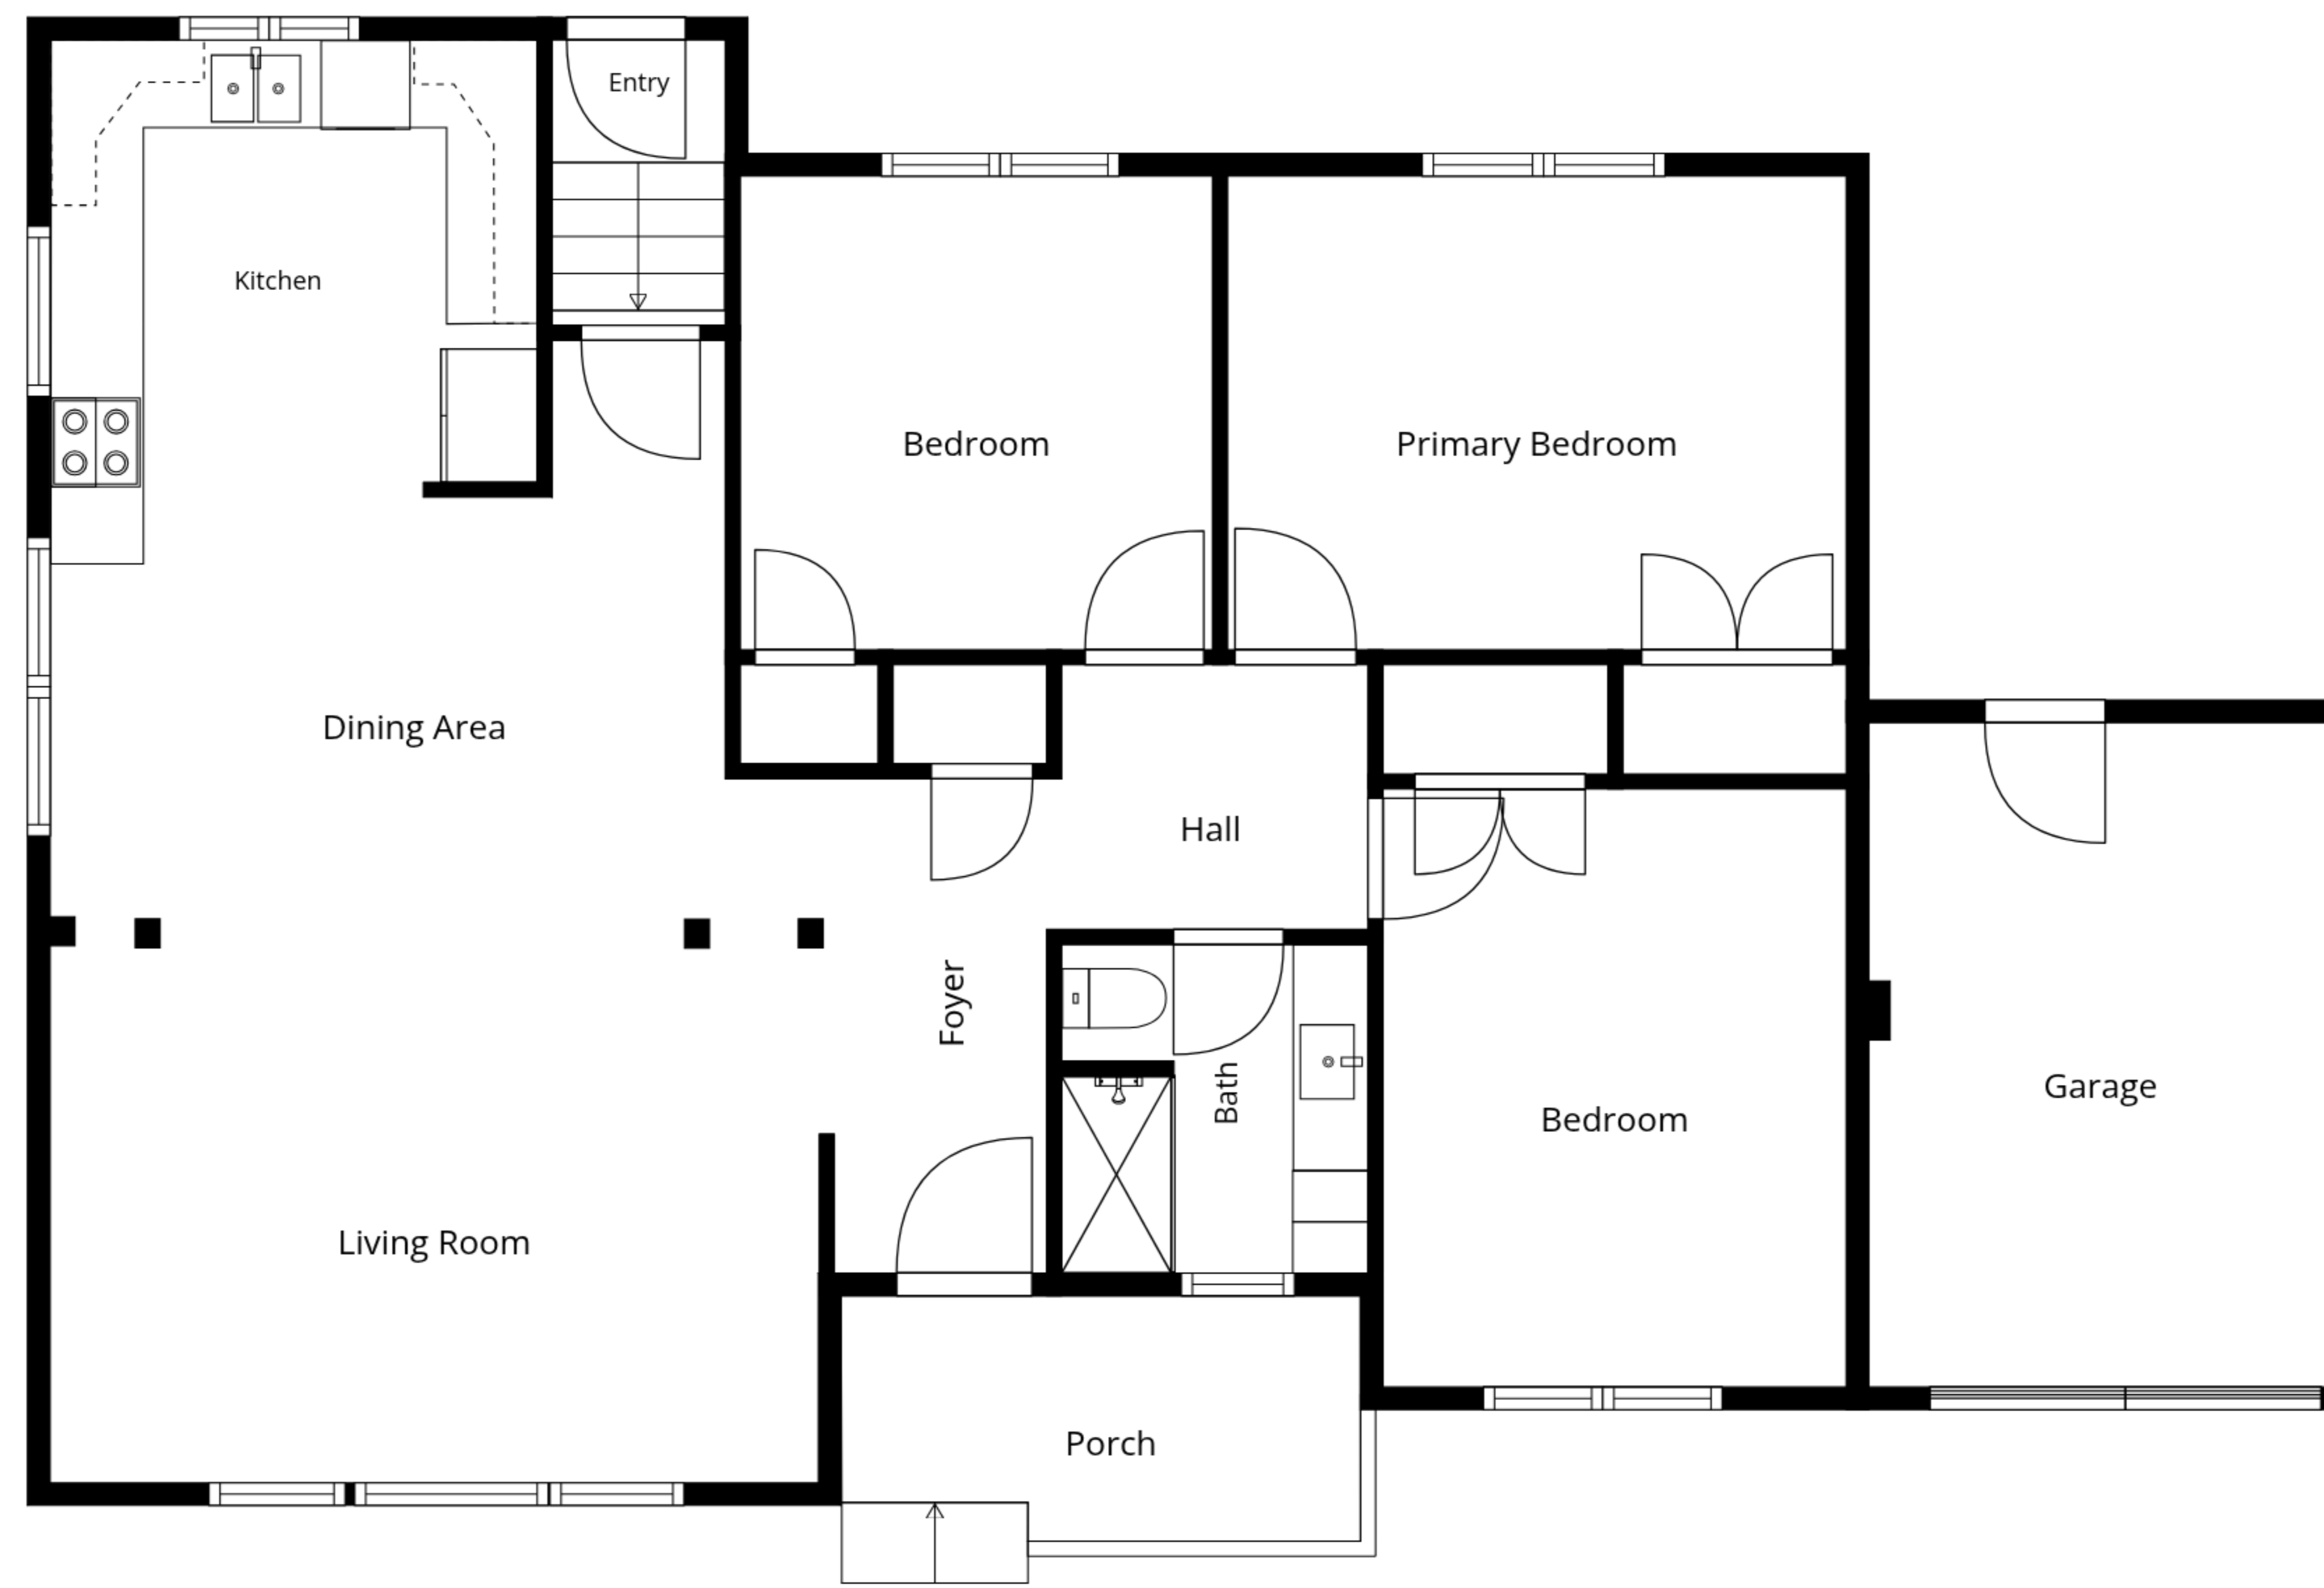 Entry
Kitchen
Bedroom
Primary Bedroom
Dining Area
Hall
Foyer
Bath
Garage
Bedroom
Living Room
Porch